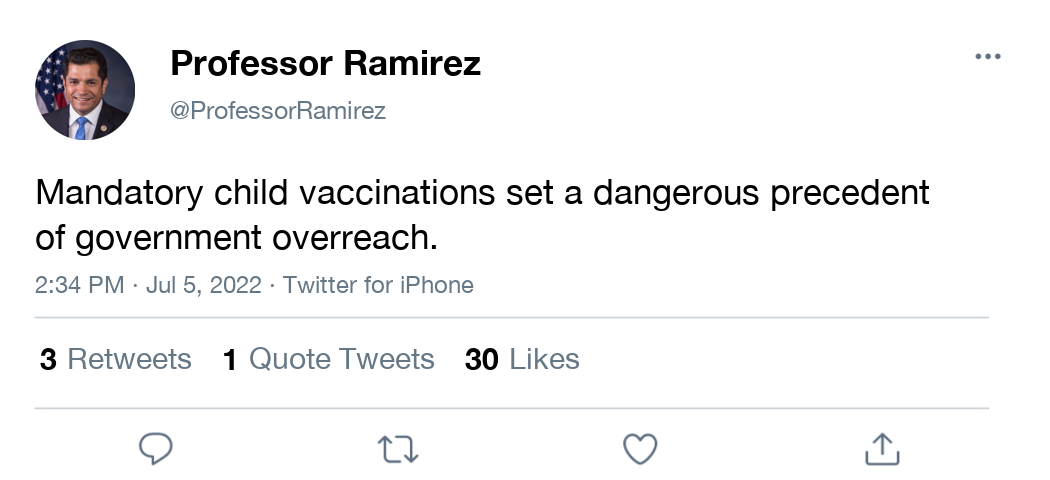 Professor Ramirez
@ProfessorRamirez
Mandatory child vaccinations set a dangerous precedent
of government overreach.
2:34 PM · Jul 5, 2022 · Twitter for iPhone
3 Retweets 1 Quote Tweets 30 Likes